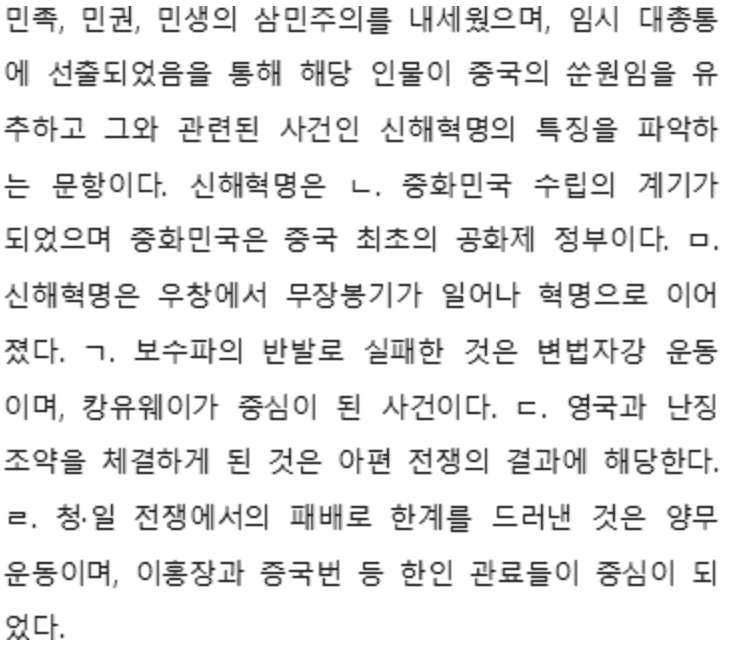 민족, 민권, 민생의 삼민주의를 내세웠으며, 임시 대총통
에 선출되었음을 통해 해당 인물이 중국의 쑨원임을 유
추하고 그와 관련된 사건인 신해혁명의 특징을 파악하
는 문항이다. 신해혁명은 ㄴ. 중화민국 수립의 계기가
되었으며 중화민국은 중국 최초의 공화제 정부이다. ㅁ.
신해혁명은 우창에서 무장봉기가 일어나 혁명으로 이어
졌다. ㄱ. 보수파의 반발로 실패한 것은 변법자강 운동
이며, 캉유웨이가 중심이 된 사건이다. ㄷ. 영국과 난징
조약을 체결하게 된 것은 아편 전쟁의 결과에 해당한다.
ㄹ. 청·일 전쟁에서의 패배로 한계를 드러낸 것은 양무
운동이며, 이홍장과 증국번 등 한인 관료들이 중심이 되
었다.